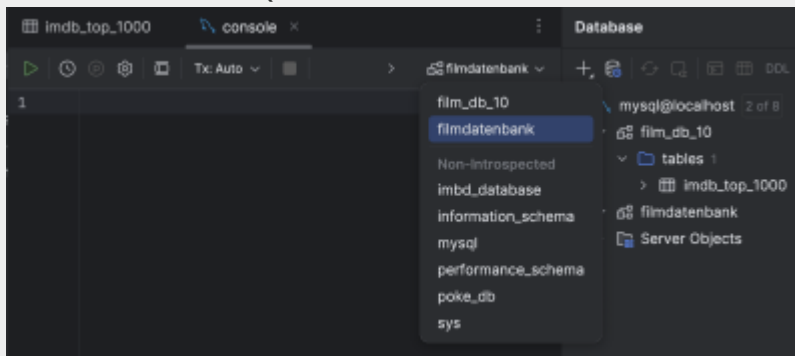 imdb_top_1000 console Database
Tx: Auto filmdatenbank DDL
1
film_db_10
filmdatenbank
Non-Introspected
imbd_database
information_schema
mysql
performance_schema
poke_db
sys
mysql@localhost 2 of 8
film_db_10
tables 1
imdb_top_1000
filmdatenbank
Server Objects